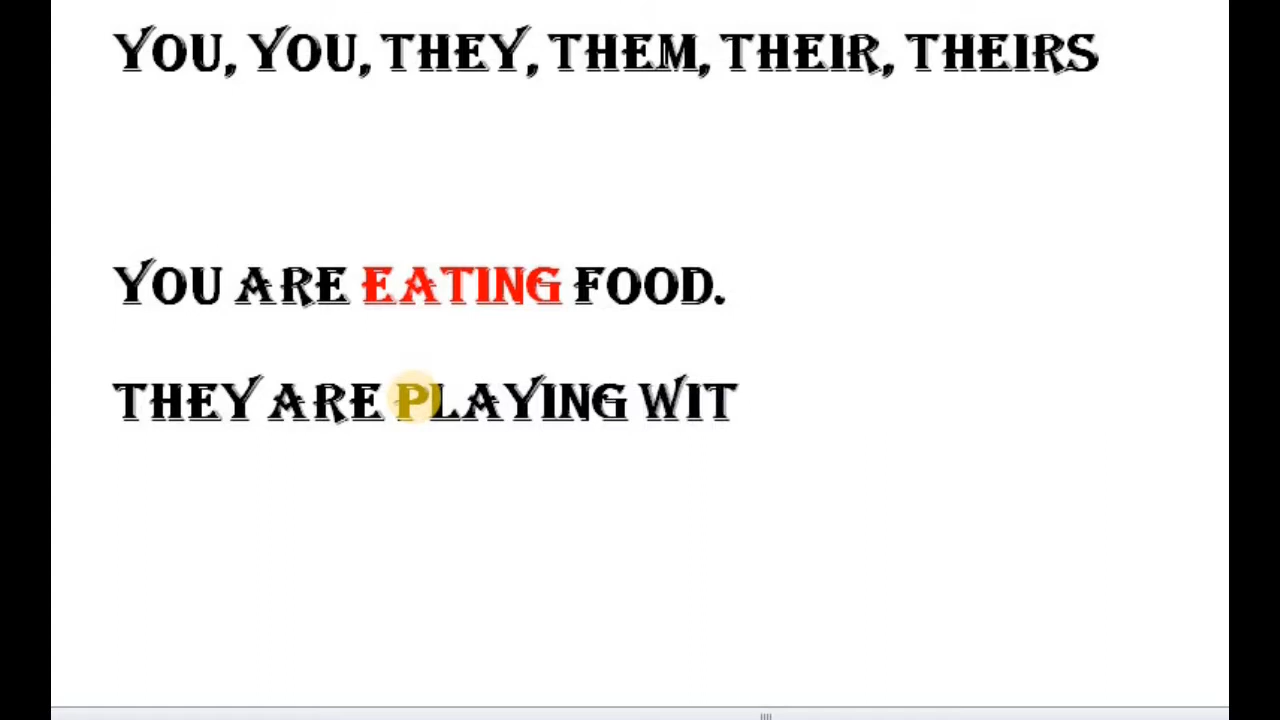 YOU, YOU, THEY, THEM, THEIR, THEIRS
YOU ARE EATING FOOD.
THEY ARE PLAYING WIT